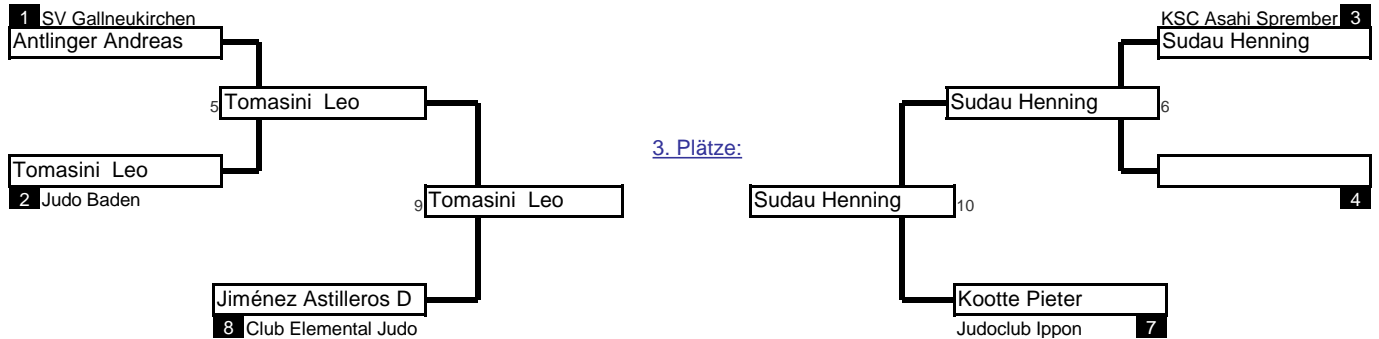 1 SV Gallneukirchen
KSC Asahi Sprember 3
Antlinger Andreas
Sudau Henning
5 Tomasini Leo
Sudau Henning 6
3. Plätze:
Tomasini Leo
2 Judo Baden
9 Tomasini Leo
Sudau Henning 10
4
Jiménez Astilleros D
Kootte Pieter
8 Club Elemental Judo
Judoclub Ippon 7